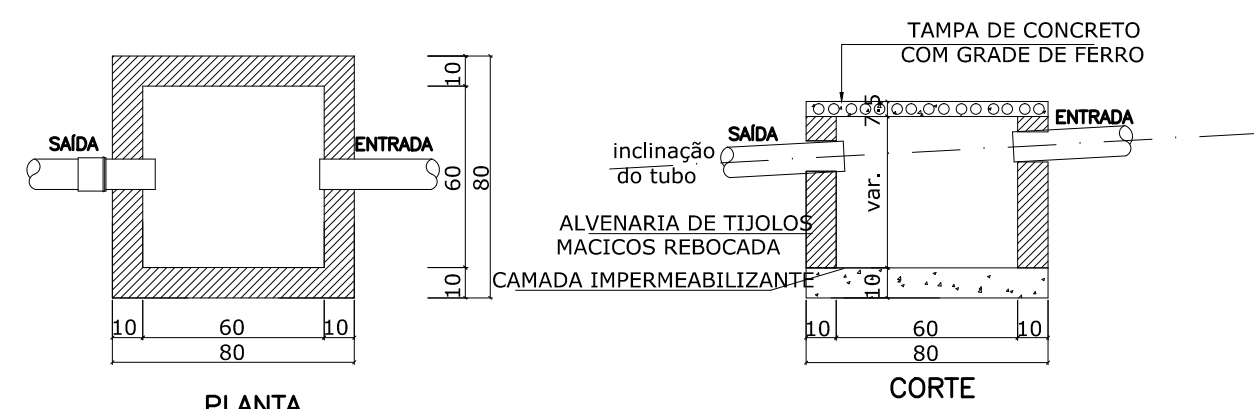 SAÍDA
ENTRADA
10
60
10
80
10
60
10
80
PLANTA
TAMPA DE CONCRETO
COM GRADE DE FERRO
SAÍDA
ENTRADA
inclinação
do tubo
7.5
var.
10
ALVENARIA DE TIJOLOS
MACICOS REBOCADA
CAMADA IMPERMEABILIZANTE
10
60
10
80
CORTE